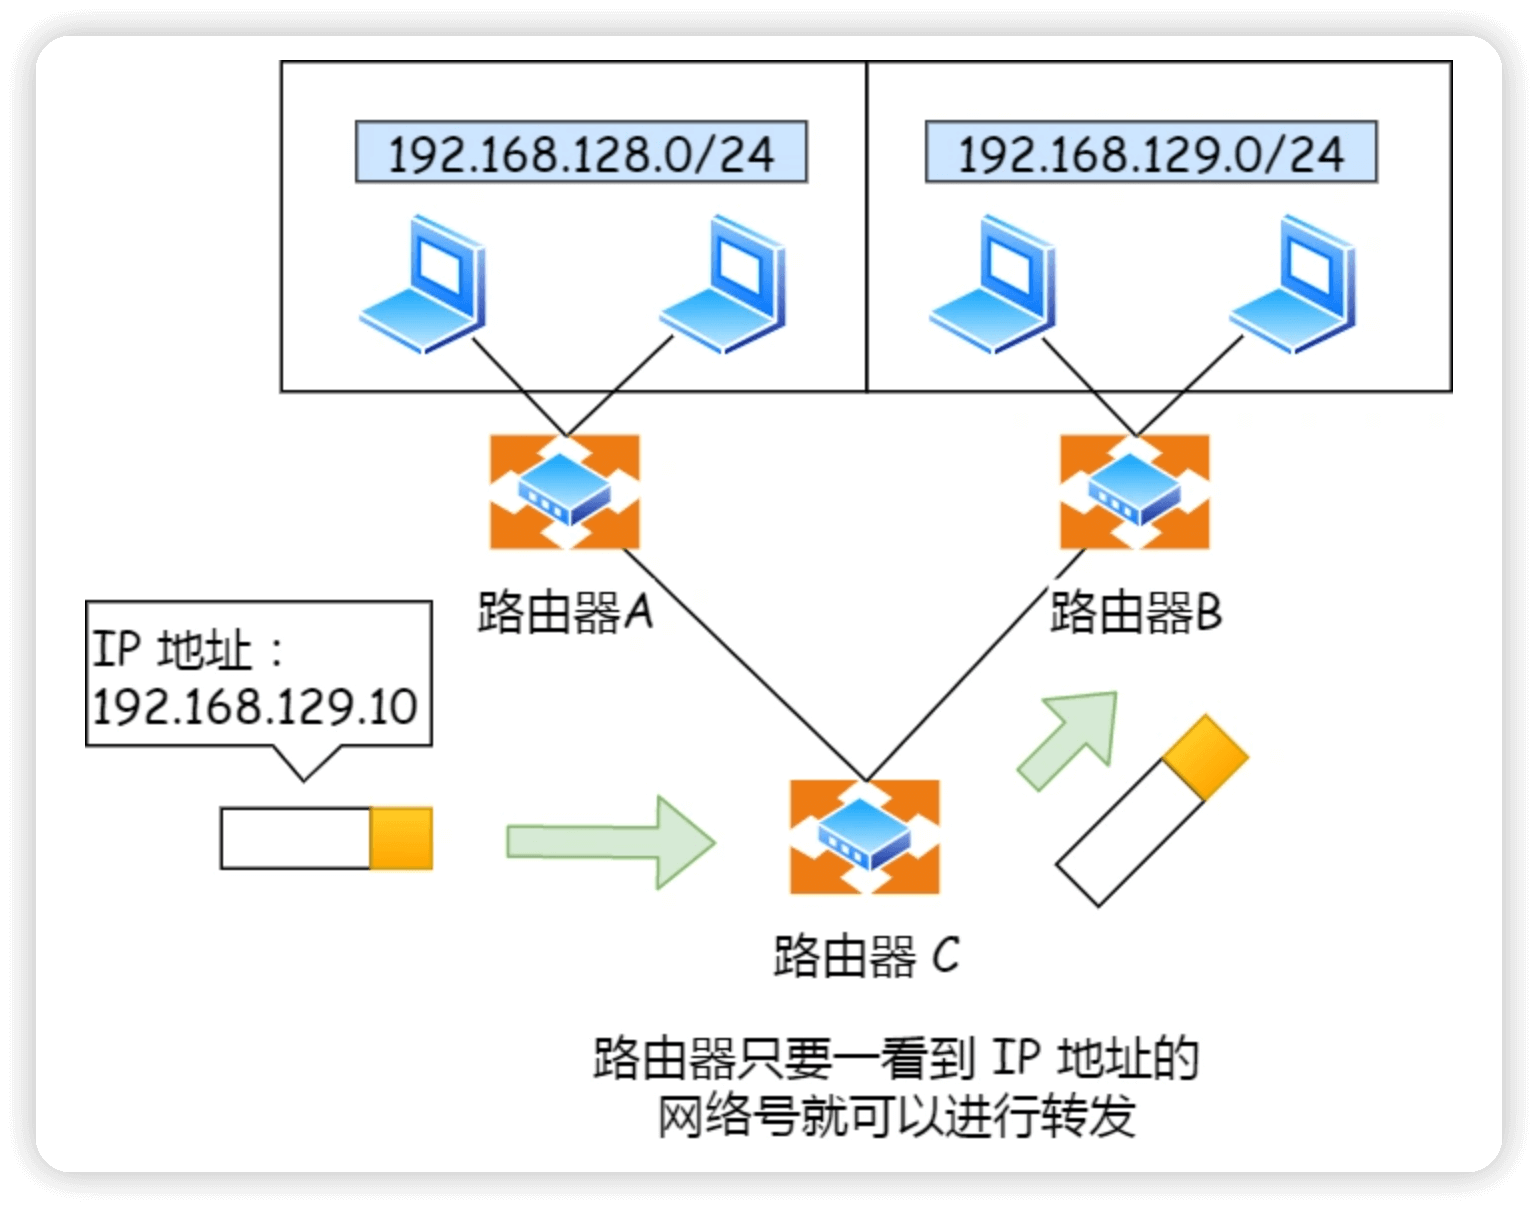 192.168.128.0/24
192.168.129.0/24
路由器A
路由器B
IP 地址：
192.168.129.10
路由器 C
路由器只要一看到 IP 地址的
网络号就可以进行转发